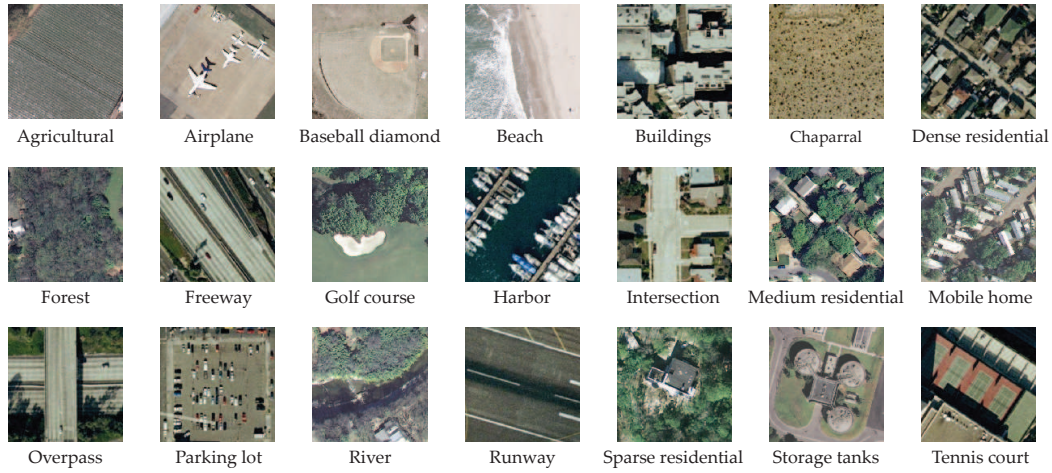 Agricultural
Airplane
Baseball diamond
Beach
Buildings
Chaparral
Dense residential
Forest
Freeway
Golf course
Harbor
Intersection
Medium residential
Mobile home
Overpass
Parking lot
River
Runway
Sparse residential
Storage tanks
Tennis court